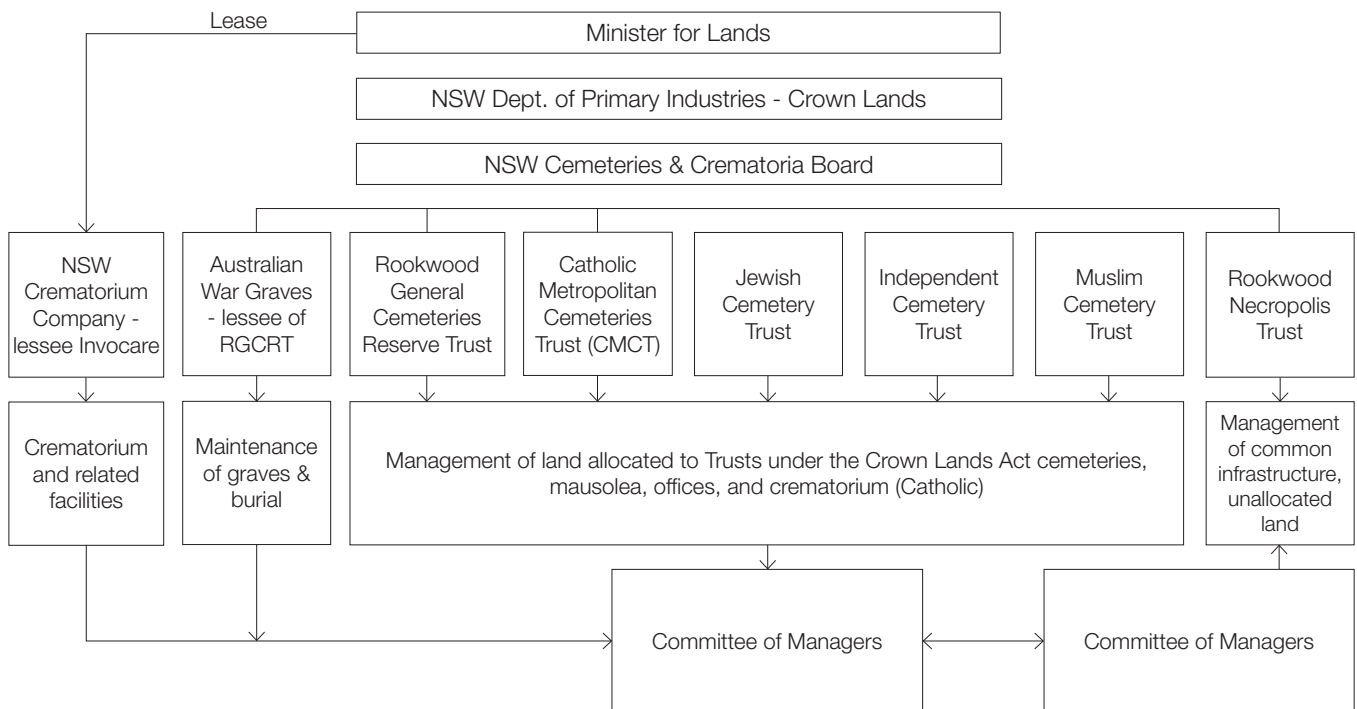 Lease
Minister for Lands
NSW Dept. of Primary Industries - Crown Lands
NSW Cemeteries & Crematoria Board
NSW
Crematorium
Company -
lessee Invocare
Australian
War Graves
- lessee of
RGCRT
Rookwood
General
Cemeteries
Reserve Trust
Catholic
Metropolitan
Cemeteries
Trust (CMCT)
Jewish
Cemetery
Trust
Independent
Cemetery
Trust
Muslim
Cemetery
Trust
Rookwood
Necropolis
Trust
Crematorium
and related
facilities
Maintenance
of graves &
burial
Management of land allocated to Trusts under the Crown Lands Act cemeteries,
mausolea, offices, and crematorium (Catholic)
Management
of common
infrastructure,
unallocated
land
Committee of Managers
Committee of Managers